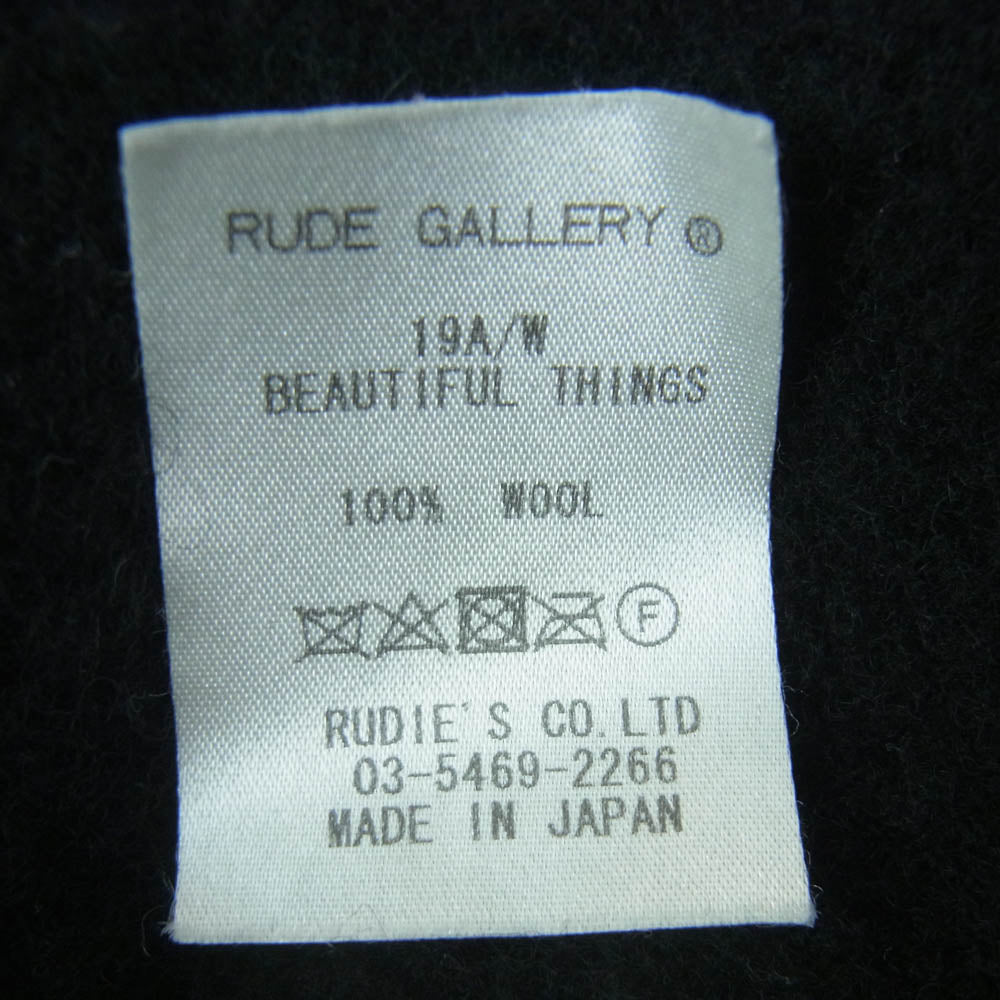 RUDE GALLERY ®
19A/W
BEAUTIFUL THINGS
100% WOOL
F
RUDIE'S CO.LTD
03-5469-2266
MADE IN JAPAN